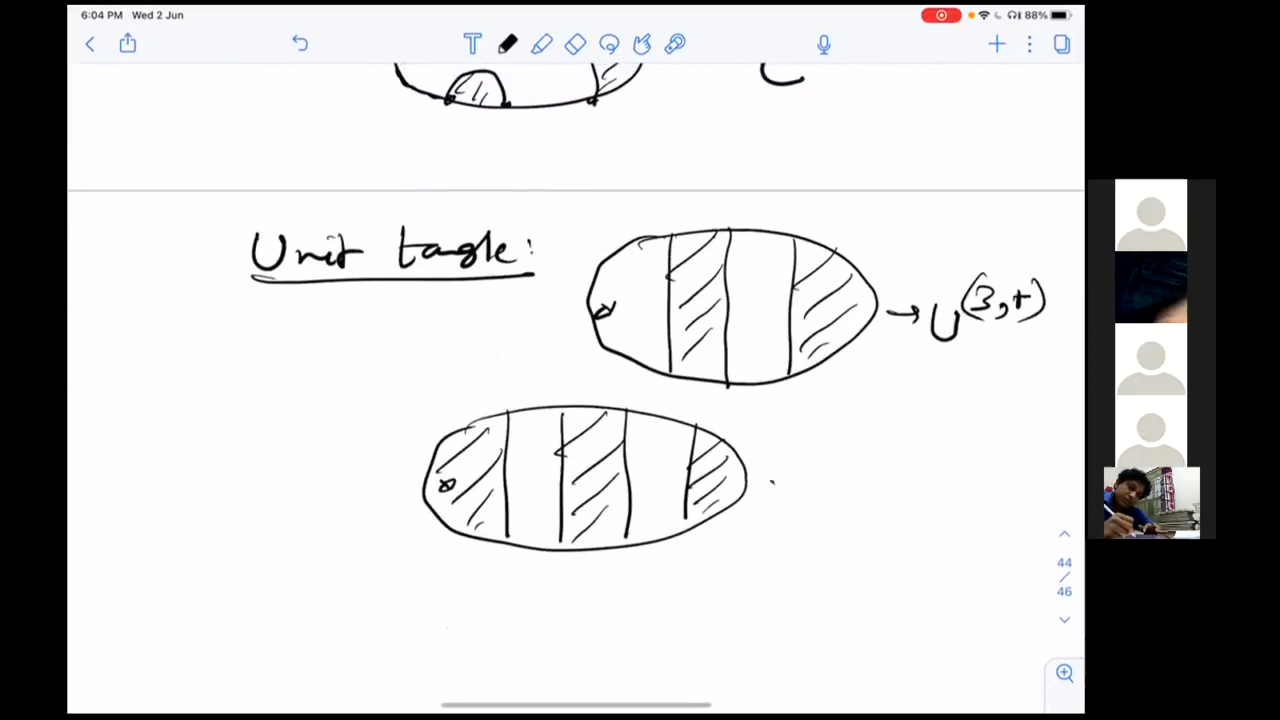 6:04 PM Wed 2 Jun
88%
Unit tangle:
→ U^(3,+)
44
/
46